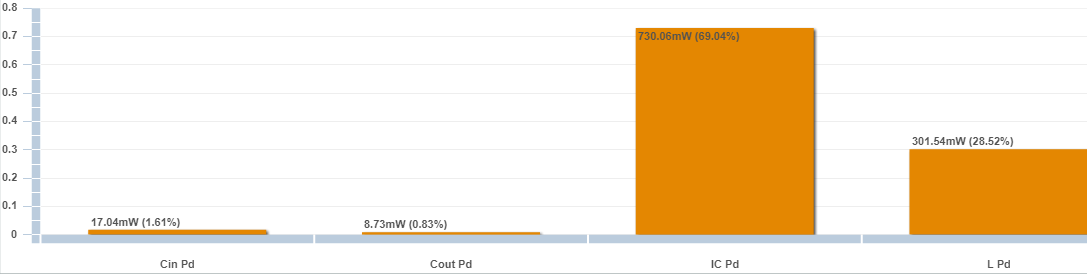 0.8
0.7
730.06mW (69.04%)
0.6
0.5
0.4
301.54mW (28.52%)
0.3
0.2
0.1
17.04mW (1.61%)
8.73mW (0.83%)
0
Cin Pd
Cout Pd
IC Pd
L Pd